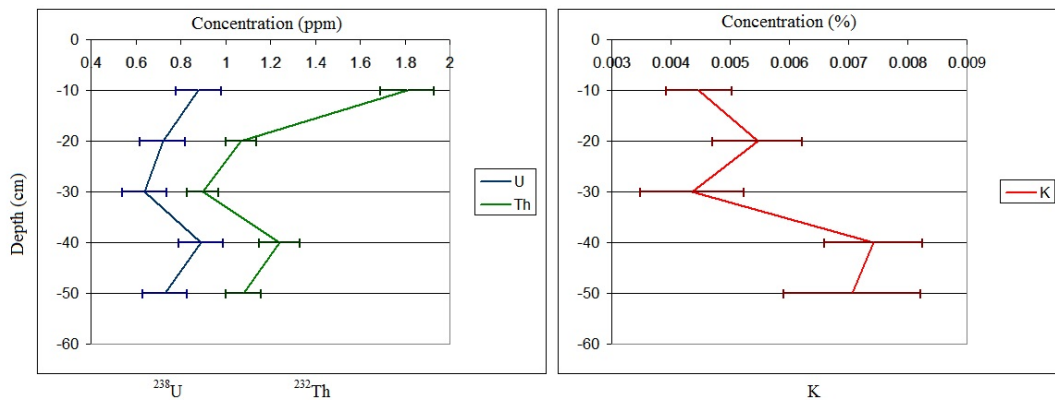 Concentration (ppm)
0
0.4 0.6 0.8 1 1.2 1.4 1.6 1.8 2
-10
-20
-30
-40
-50
-60
Depth (cm)
U
Th
²³⁸U ²³²Th
Concentration (%)
0
0.003 0.004 0.005 0.006 0.007 0.008 0.009
-10
-20
-30
-40
-50
-60
K
K